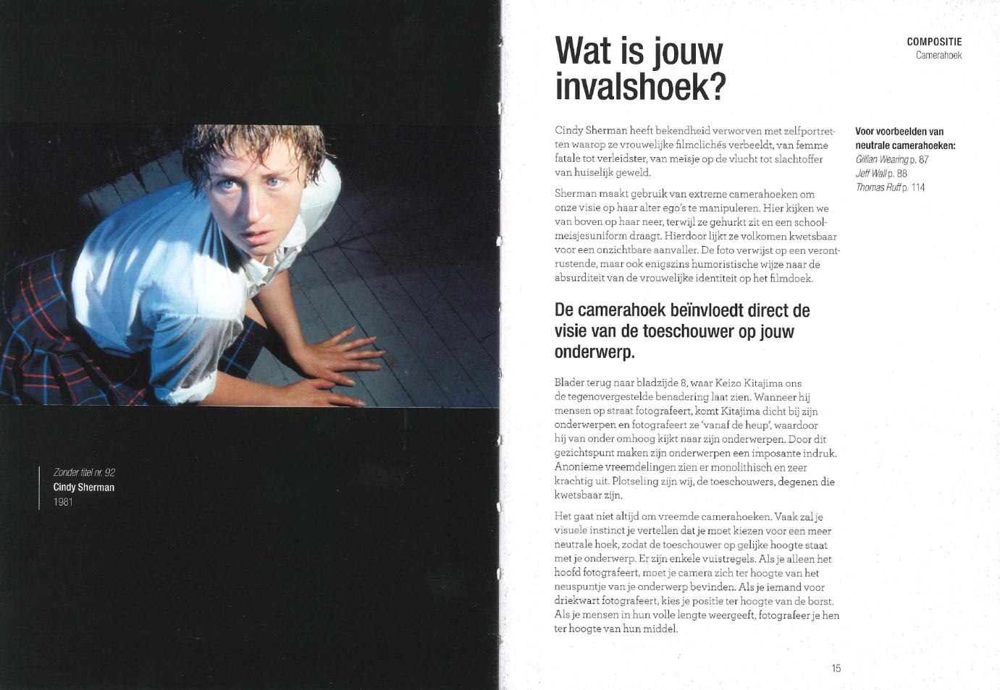 Zonder titel nr. 92
Cindy Sherman
1981
Wat is jouw
invalshoek?
COMPOSITIE
Camerahoek
Cindy Sherman heeft bekendheid verworven met zelfportret-
ten waarop ze vrouwelijke filmclichés verbeeldt, van femme
fatale tot verleidster, van meisje op de vlucht tot slachtoffer
van huiselijk geweld.
Sherman maakt gebruik van extreme camerahoeken om
onze visie op haar alter ego's te manipuleren. Hier kijken we
van boven op haar neer, terwijl ze gehurkt zit en een school-
meisjesuniform draagt. Hierdoor lijkt ze volkomen kwetsbaar
voor een onzichtbare aanvaller. De foto verwijst op een veront-
rustende, maar ook enigszins humoristische wijze naar de
absurditeit van de vrouwelijke identiteit op het filmdoek.
De camerahoek beïnvloedt direct de
visie van de toeschouwer op jouw
onderwerp.
Blader terug naar bladzijde 8, waar Keizo Kitajima ons
de tegenovergestelde benadering laat zien. Wanneer hij
mensen op straat fotografeert, komt Kitajima dicht bij zijn
onderwerpen en fotografeert ze 'vanaf de heup', waardoor
hij van onder omhoog kijkt naar zijn onderwerpen. Door dit
gezichtspunt maken zijn onderwerpen een imposante indruk.
Anonieme vreemdelingen zien er monolithisch en zeer
krachtig uit. Plotseling zijn wij, de toeschouwers, degenen die
kwetsbaar zijn.
Het gaat niet altijd om vreemde camerahoeken. Vaak zal je
visuele instinct je vertellen dat je moet kiezen voor een meer
neutrale hoek, zodat de toeschouwer op gelijke hoogte staat
met je onderwerp. Er zijn enkele vuistregels. Als je alleen het
hoofd fotografeert, moet je camera zich ter hoogte van het
neuspuntje van je onderwerp bevinden. Als je iemand voor
driekwart fotografeert, kies je positie ter hoogte van de borst.
Als je mensen in hun volle lengte weergeeft, fotografeer je hen
ter hoogte van hun middel.
Voor voorbeelden van
neutrale camerahoeken:
Gillian Wearing p. 87
Jeff Wall p. 88
Thomas Ruff p. 114
15